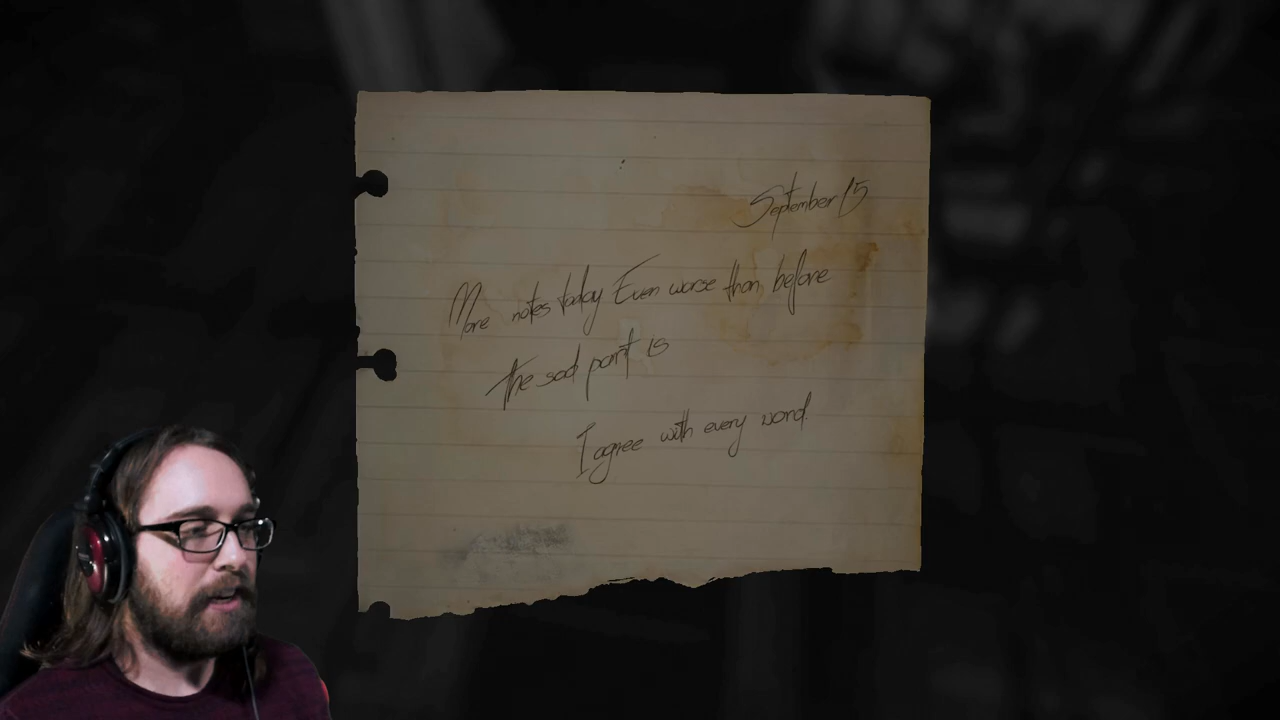 September 15
More notes today Even worse than before
the sad part is
I agree with every word.